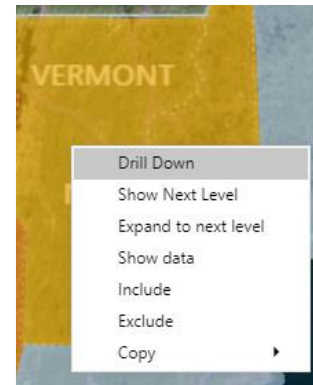 VERMONT
Drill Down
Show Next Level
Expand to next level
Show data
Include
Exclude
Copy